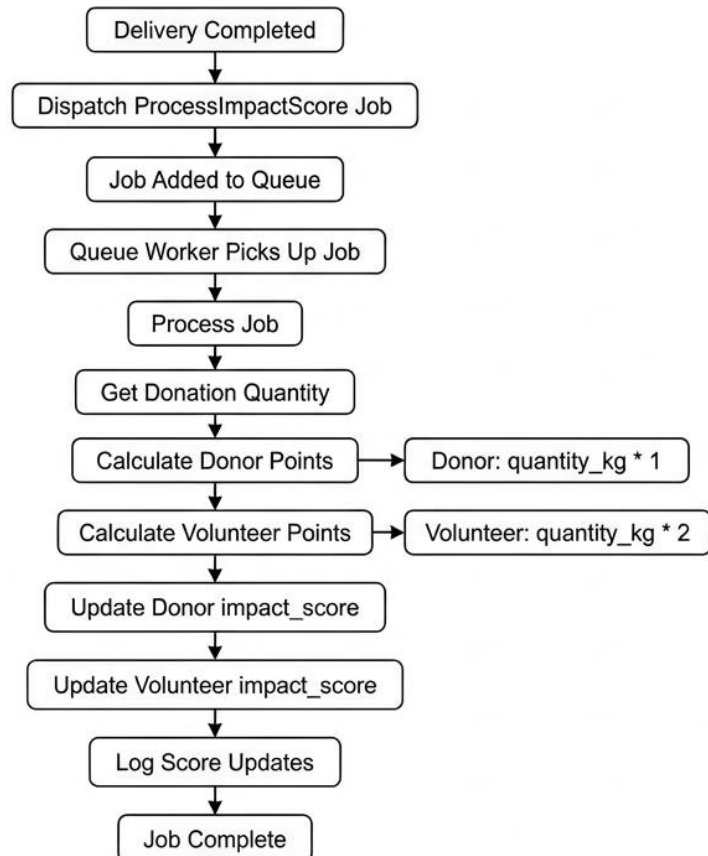 Delivery Completed
Dispatch ProcessImpactScore Job
Job Added to Queue
Queue Worker Picks Up Job
Process Job
Get Donation Quantity
Calculate Donor Points
Donor: quantity_kg * 1
Calculate Volunteer Points
Volunteer: quantity_kg * 2
Update Donor impact_score
Update Volunteer impact_score
Log Score Updates
Job Complete